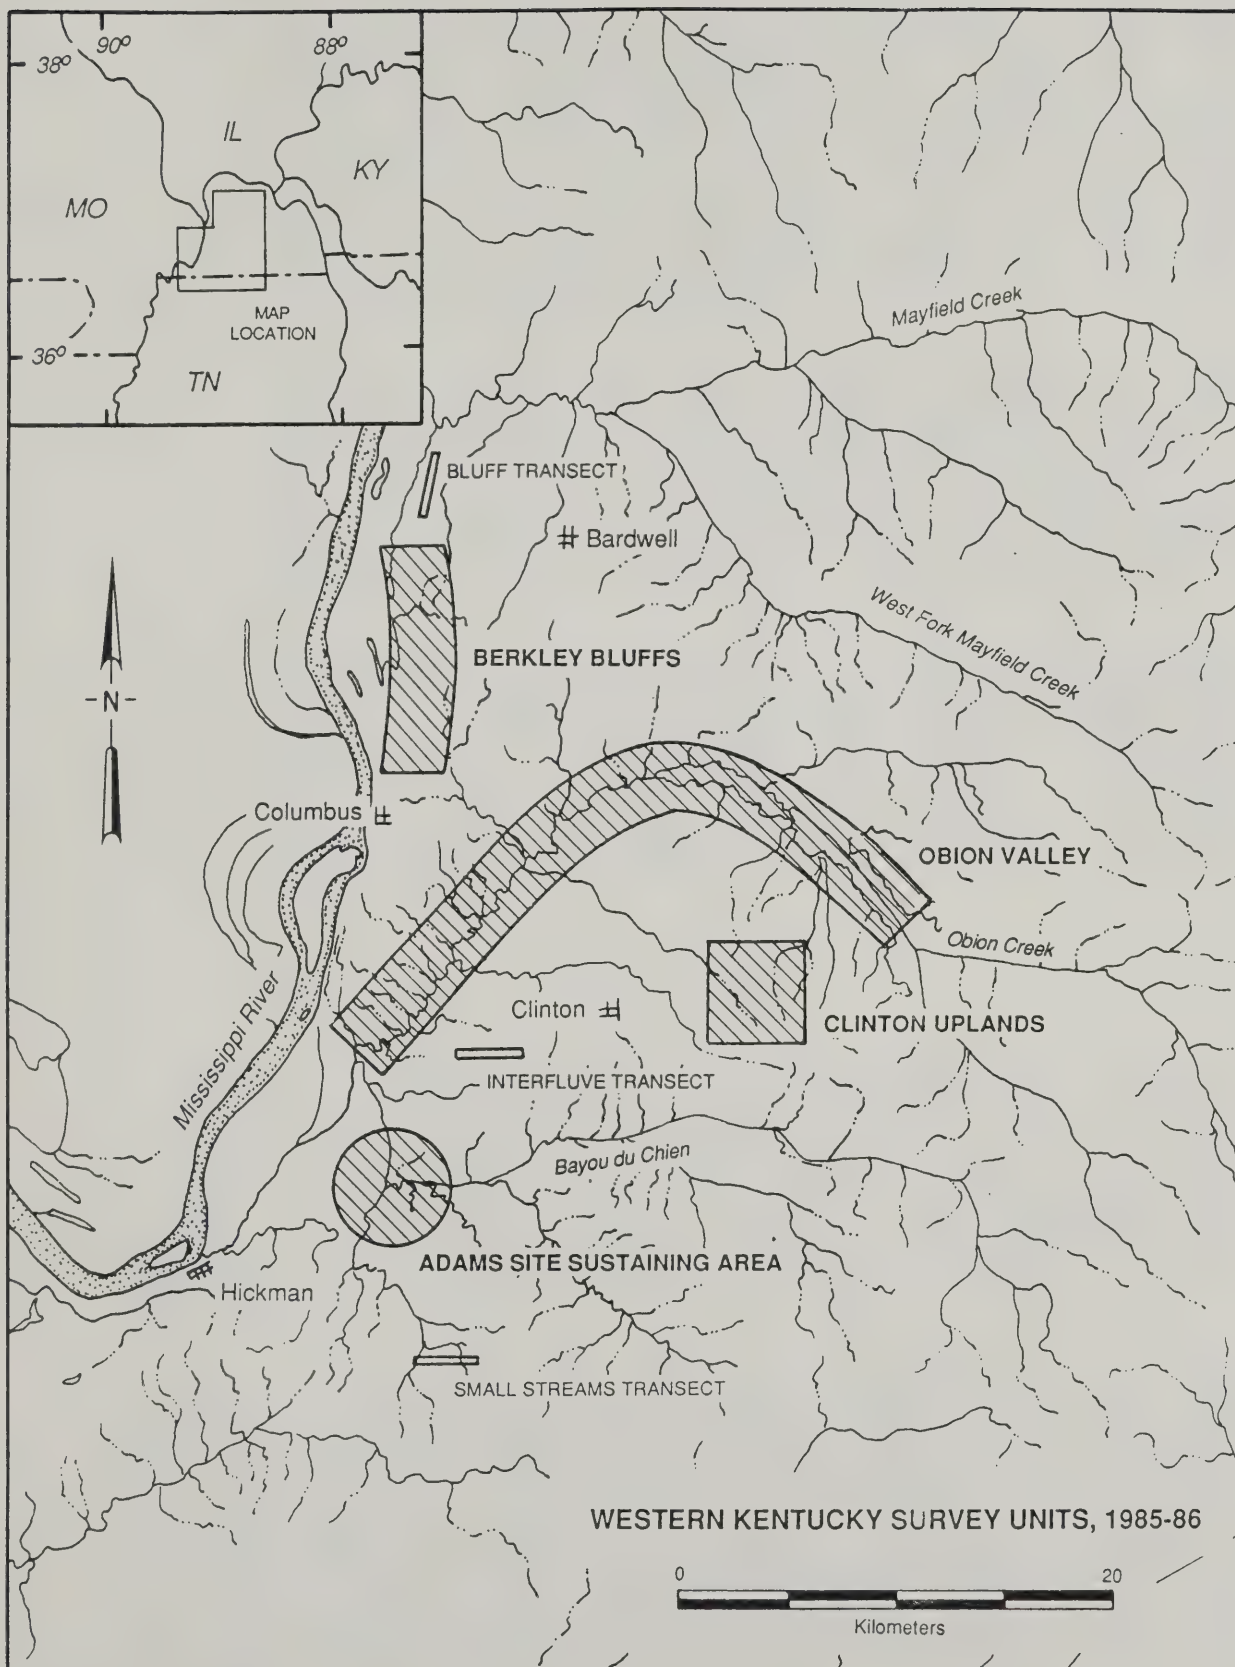 90°
88°
38°
IL
KY
MO
MAP
LOCATION
36°
TN
Mayfield Creek
BLUFF TRANSECT
Bardwell
West Fork Mayfield Creek
BERKLEY BLUFFS
-N-
Columbus
OBION VALLEY
Obion Creek
Mississippi River
Clinton
CLINTON UPLANDS
INTERFLUVE TRANSECT
Bayou du Chien
ADAMS SITE SUSTAINING AREA
Hickman
SMALL STREAMS TRANSECT
WESTERN KENTUCKY SURVEY UNITS, 1985-86
0 20
Kilometers